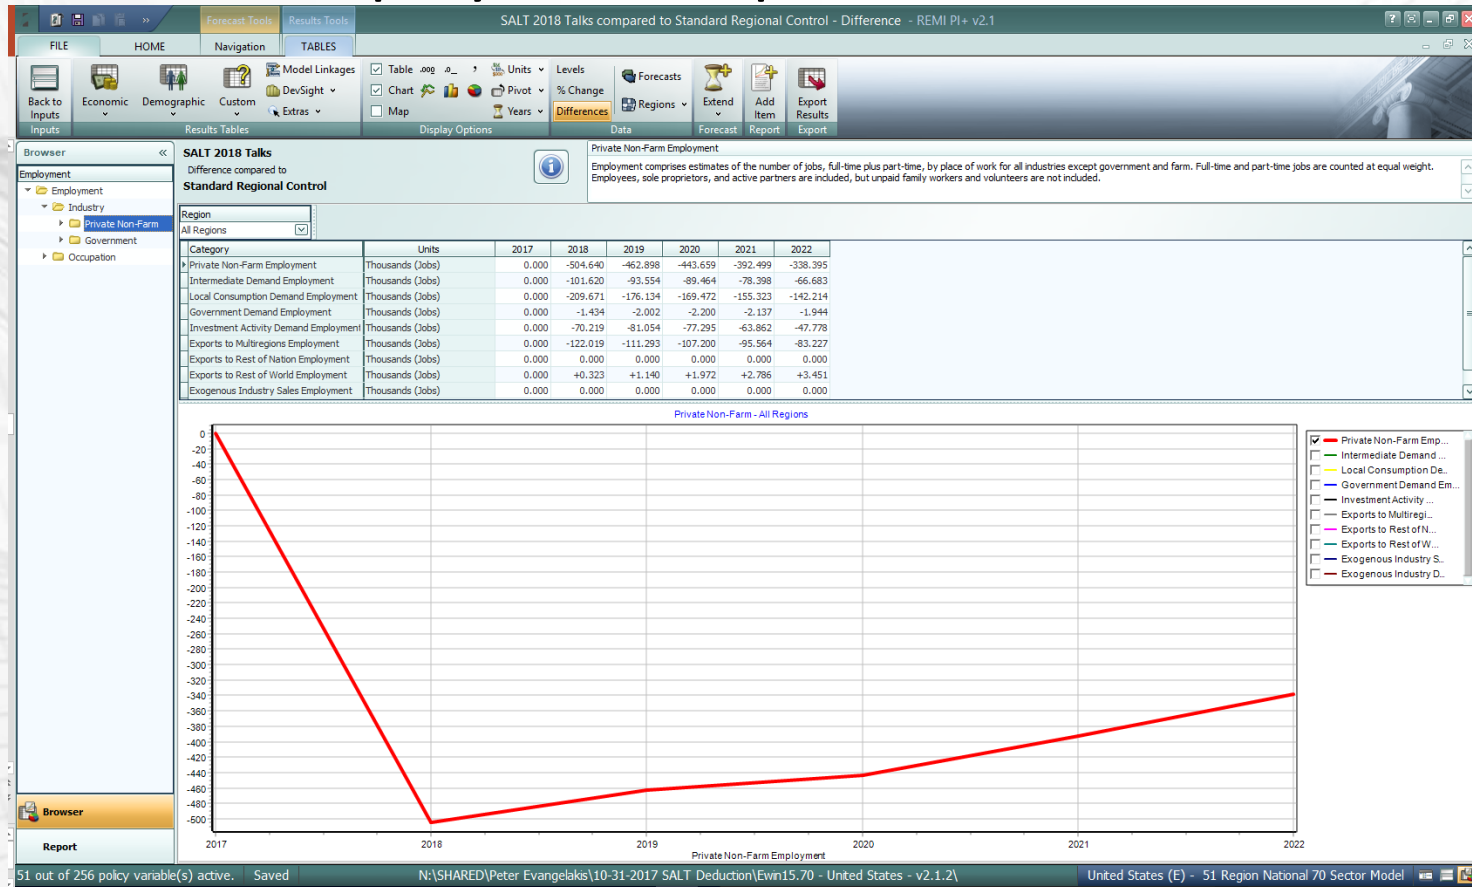 SALT 2018 Talks compared to Standard Regional Control - Difference - REMI PI+ v2.1
Forecast Tools Results Tools
FILE HOME Navigation TABLES
Back to Inputs
Economic
Demographic
Custom
Model Linkages
DevSight
Extras
Table
Chart
Map
Units
Pivot
Years
Levels
% Change
Differences
Forecasts
Regions
Extend
Add Item
Export Results
Inputs Results Tables Display Options Data Forecast Report Export
Browser
Employment
Employment
Industry
Private Non-Farm
Government
Occupation
SALT 2018 Talks
Difference compared to
Standard Regional Control
Private Non-Farm Employment
Employment comprises estimates of the number of jobs, full-time plus part-time, by place of work for all industries except government and farm. Full-time and part-time jobs are counted at equal weight.
Employees, sole proprietors, and active partners are included, but unpaid family workers and volunteers are not included.
Region
All Regions
Category Units 2017 2018 2019 2020 2021 2022
Private Non-Farm Employment Thousands (Jobs) 0.000 -504.640 -462.898 -443.659 -392.499 -338.395
Intermediate Demand Employment Thousands (Jobs) 0.000 -101.620 -93.554 -89.464 -78.398 -66.683
Local Consumption Demand Employment Thousands (Jobs) 0.000 -209.671 -176.134 -169.472 -155.323 -142.214
Government Demand Employment Thousands (Jobs) 0.000 -1.434 -2.002 -2.200 -2.137 -1.944
Investment Activity Demand Employment Thousands (Jobs) 0.000 -70.219 -81.054 -77.295 -63.862 -47.778
Exports to Multiregions Employment Thousands (Jobs) 0.000 -122.019 -111.293 -107.200 -95.564 -83.227
Exports to Rest of Nation Employment Thousands (Jobs) 0.000 0.000 0.000 0.000 0.000 0.000
Exports to Rest of World Employment Thousands (Jobs) 0.000 +0.323 +1.140 +1.972 +2.786 +3.451
Exogenous Industry Sales Employment Thousands (Jobs) 0.000 0.000 0.000 0.000 0.000 0.000
Private Non-Farm - All Regions
0
-20
-40
-60
-80
-100
-120
-140
-160
-180
-200
-220
-240
-260
-280
-300
-320
-340
-360
-380
-400
-420
-440
-460
-480
-500
2017 2018 2019 2020 2021 2022
Private Non-Farm Employment
Private Non-Farm Emp...
Intermediate Demand ...
Local Consumption De..
Government Demand Em...
Investment Activity ...
Exports to Multiregi..
Exports to Rest of N...
Exports to Rest of W...
Exogenous Industry S..
Exogenous Industry D..
Browser
Report
51 out of 256 policy variable(s) active. Saved N:\SHARED\Peter Evangelakis\10-31-2017 SALT Deduction\Ewin15.70 - United States - v2.1.2\ United States (E) - 51 Region National 70 Sector Model